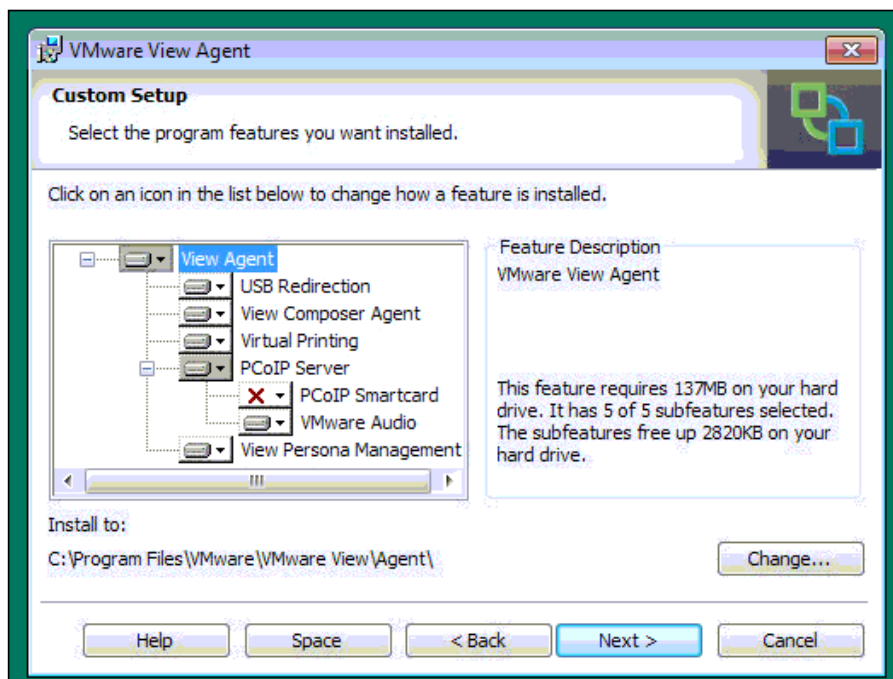 VMware View Agent
Custom Setup
Select the program features you want installed.
Click on an icon in the list below to change how a feature is installed.
View Agent
USB Redirection
View Composer Agent
Virtual Printing
PCoIP Server
PCoIP Smartcard
VMware Audio
View Persona Management
Feature Description
VMware View Agent
This feature requires 137MB on your hard
drive. It has 5 of 5 subfeatures selected.
The subfeatures free up 2820KB on your
hard drive.
Install to:
C:\Program Files\VMware\VMware View\Agent\
Change...
Help
Space
< Back
Next >
Cancel